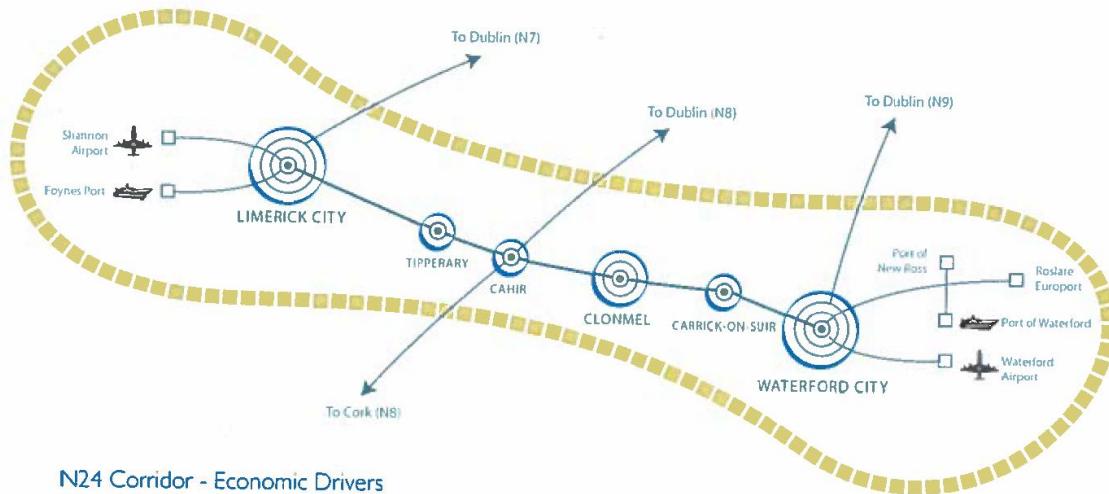 To Dublin (N7)
To Dublin (N8)
To Dublin (N9)
Shannon
Airport
Foynes Port
LIMERICK CITY
TIPPERARY
CAHIR
CLONMEL
CARRICK-ON-SUIR
WATERFORD CITY
Port of
New Ross
Roslare
Europort
Port of Waterford
Waterford
Airport
To Cork (N8)
N24 Corridor - Economic Drivers